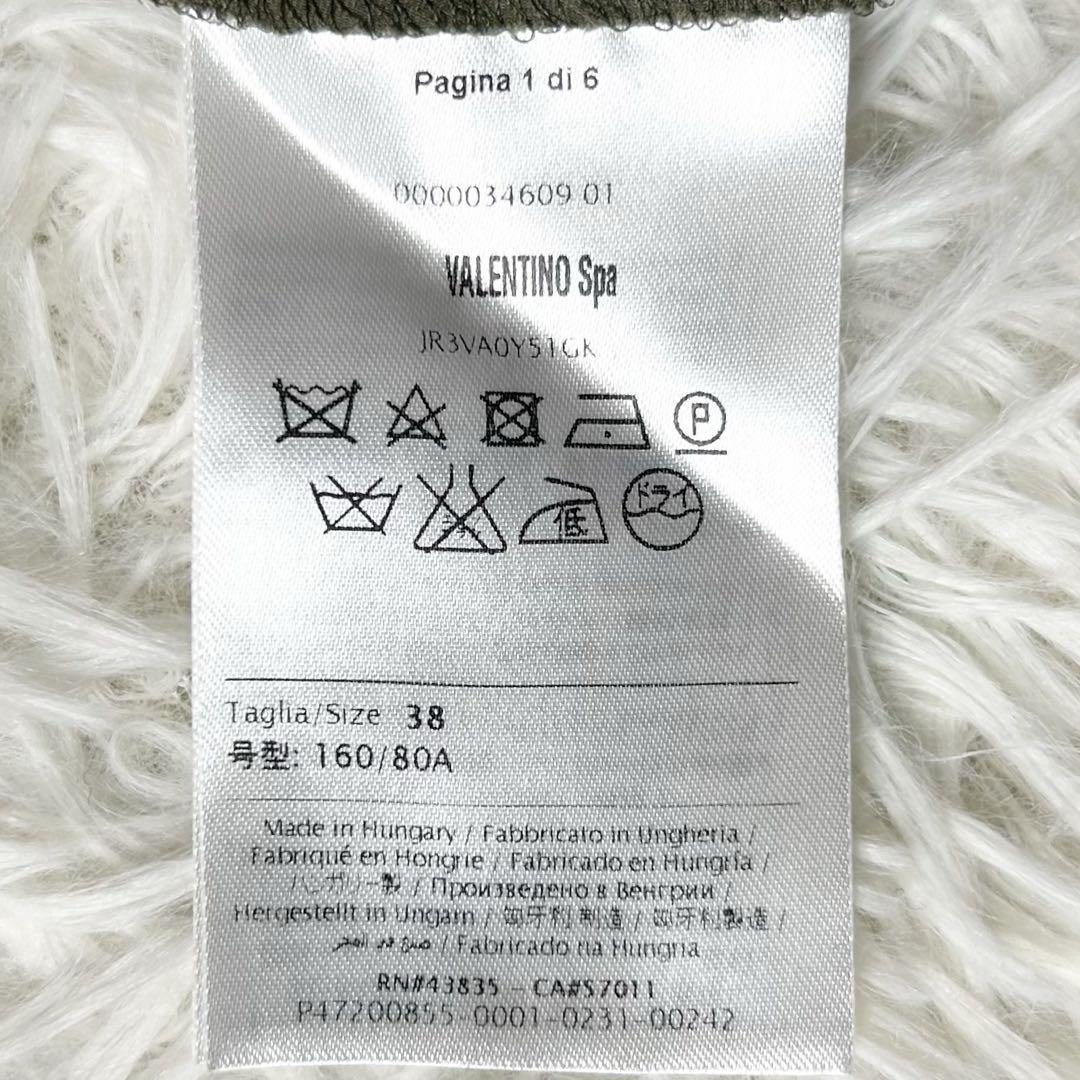 Pagina 1 di 6
0000034609 01
VALENTINO Spa
JR3VA0Y51GK
P
低 ドライ
Taglia/Size 38
号型: 160/80A
Made in Hungary / Fabbricato in Ungheria /
Fabriqué en Hongrie / Fabricado en Hungría /
ハンガリー製 / Произведено в Венгрии /
Hergestellt in Ungarn / 匈牙利 制造 / 匈牙利製造 /
صنع في المجر / Fabricado na Hungria
RN#43835 - CA#57011
P47200855-0001-0231-00242